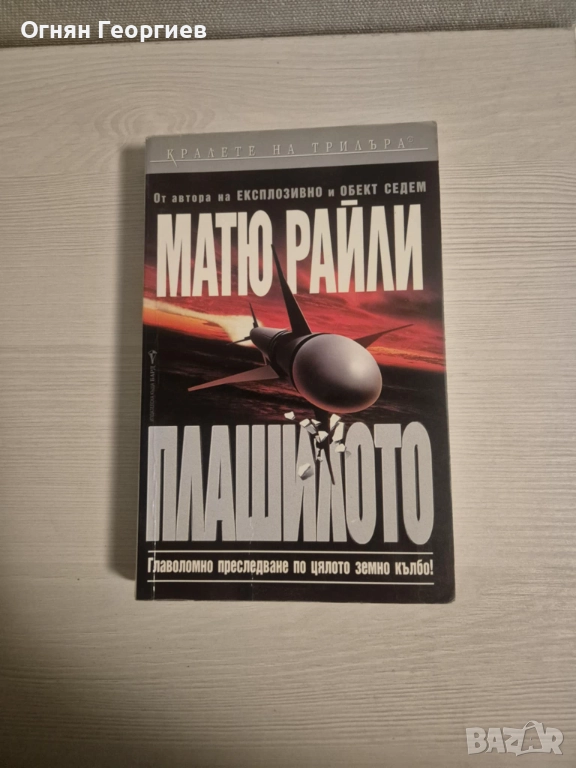 Огнян Георгиев
КРАЛЕТЕ НА ТРИЛЪРА
От автора на ЕКСПЛОЗИВНО и ОБЕКТ СЕДЕМ
МАТЮ РАЙЛИ
ПЛАШИЛОТО
Главоломно преследване по цялото земно кълбо!
BAZAR